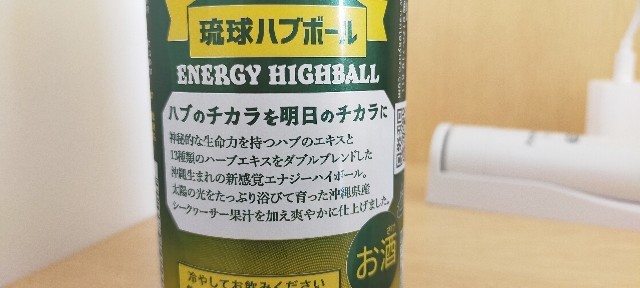 琉球ハブボール
ENERGY HIGHBALL
ハブのチカラを明日のチカラに
神秘的な生命力を持つハブのエキスと
13種類のハーブエキスをダブルブレンドした
沖縄生まれの新感覚エナジーハイボール。
太陽の光をたっぷり浴びて育った沖縄県産
シークヮーサー果汁を加え爽やかに仕上げました。
お酒
冷やしてお飲みください